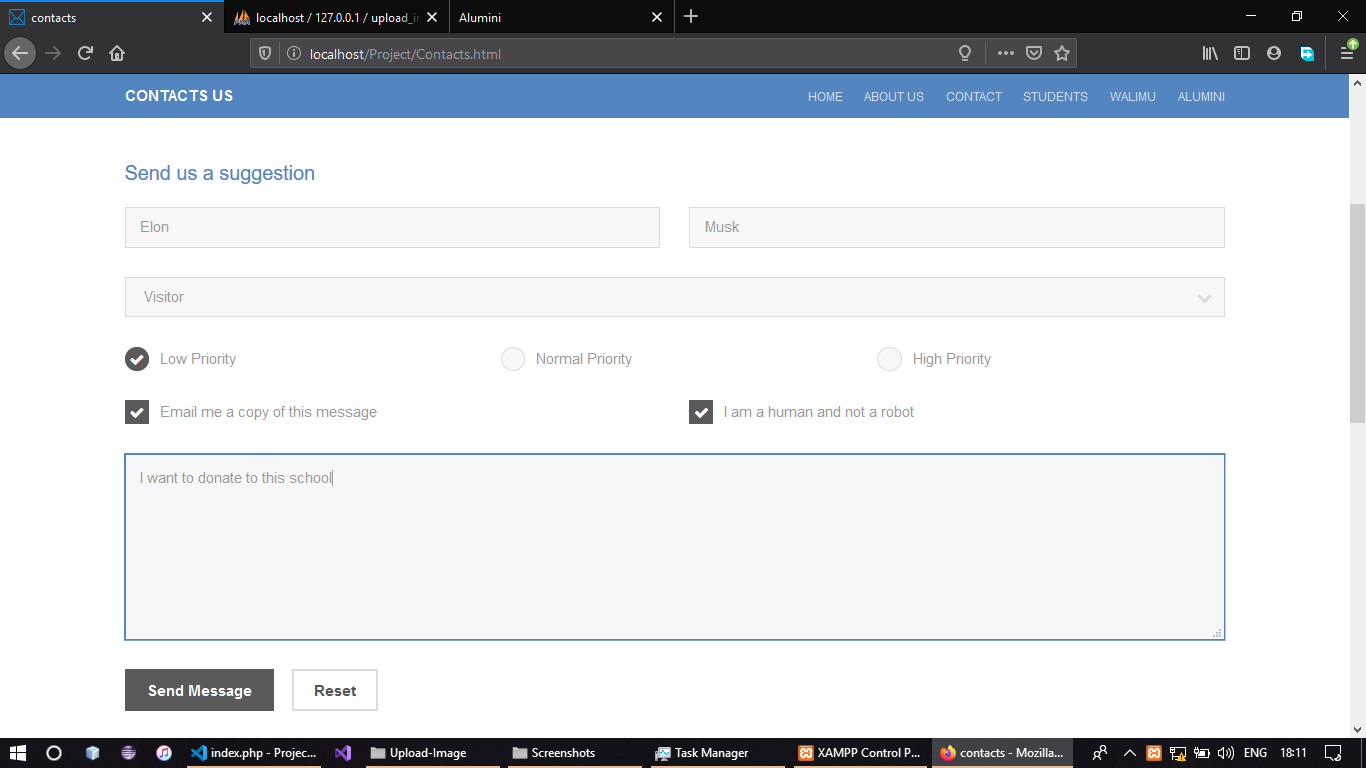 contacts
localhost / 127.0.0.1 / upload_i
Alumini
localhost/Project/Contacts.html
CONTACTS US
HOME ABOUT US CONTACT STUDENTS WALIMU ALUMINI
Send us a suggestion
Elon Musk
Visitor
Low Priority Normal Priority High Priority
Email me a copy of this message I am a human and not a robot
I want to donate to this school
Send Message Reset
index.php - Projec... Upload-Image Screenshots Task Manager XAMPP Control P... contacts - Mozilla... ENG 18:11